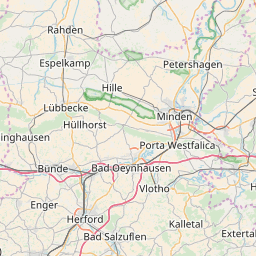 Rahden
Espelkamp
Petershagen
Hille
Lübbecke
Minden
Hüllhorst
inghausen
Porta Westfalica
Bünde
Bad Oeynhausen
Vlotho
Enger
Herford
Kalletal
Extertal
Bad Salzuflen